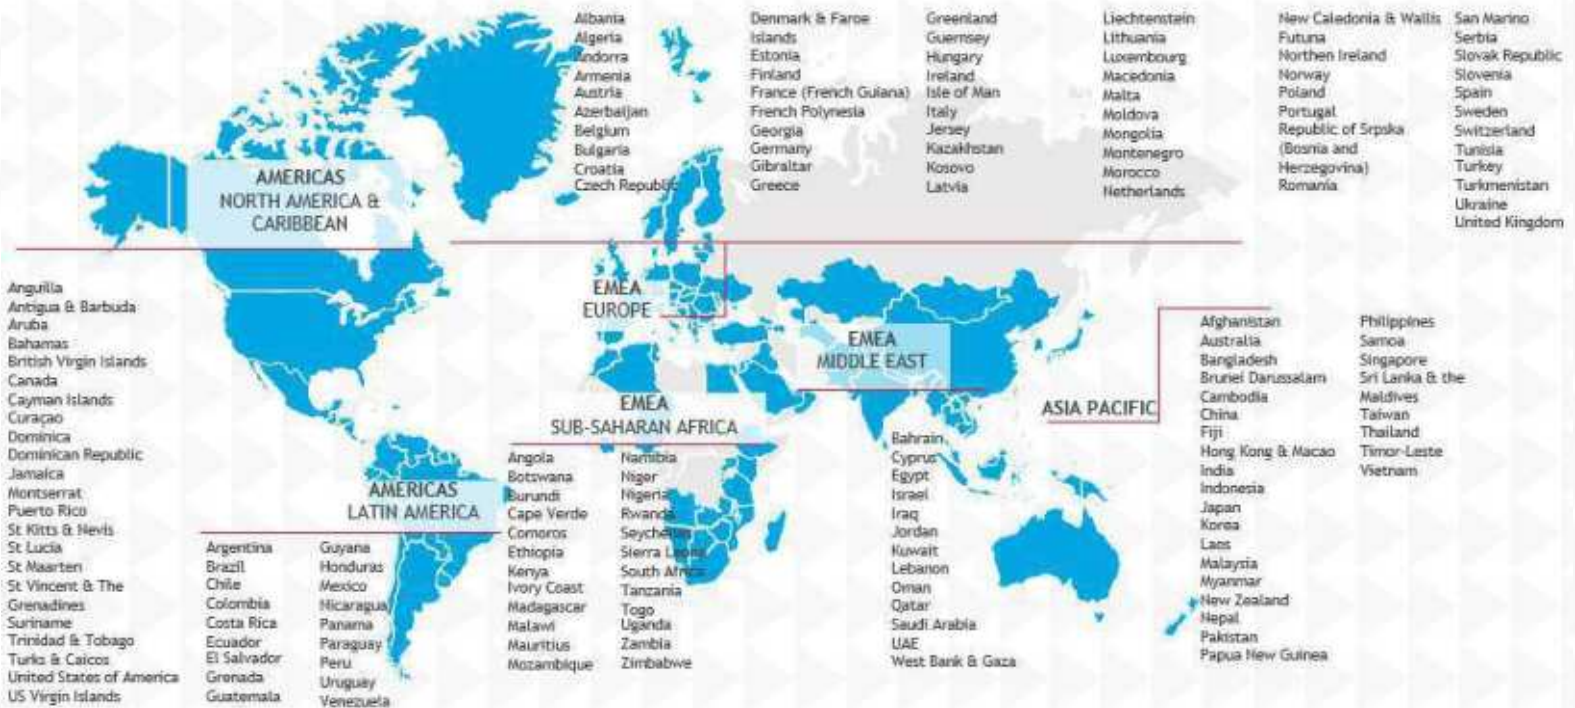 Albania
Algeria
Andorra
Armenia
Austria
Azerbaijan
Belgium
Bulgaria
Croatia
Czech Republic
Denmark & Faroe
Islands
Estonia
Finland
France (French Guiana)
French Polynesia
Georgia
Germany
Gibraltar
Greece
Greenland
Guernsey
Hungary
Ireland
Isle of Man
Italy
Jersey
Kazakhstan
Kosovo
Latvia
Liechtenstein
Lithuania
Luxembourg
Macedonia
Malta
Moldova
Mongolia
Montenegro
Morocco
Netherlands
New Caledonia & Wallis
Futuna
Northen Ireland
Norway
Poland
Portugal
Republic of Srpska
(Bosnia and
Herzegovina)
Romania
San Marino
Serbia
Slovak Republic
Slovenia
Spain
Sweden
Switzerland
Tunisia
Turkey
Turkmenistan
Ukraine
United Kingdom
AMERICAS
NORTH AMERICA &
CARIBBEAN
Anguilla
Antigua & Barbuda
Aruba
Bahamas
British Virgin Islands
Canada
Cayman Islands
Curaçao
Dominica
Dominican Republic
Jamaica
Montserrat
Puerto Rico
St Kitts & Nevis
St Lucia
St Maarten
St Vincent & The
Grenadines
Suriname
Trinidad & Tobago
Turks & Caicos
United States of America
US Virgin Islands
AMERICAS
LATIN AMERICA
Argentina
Brazil
Chile
Colombia
Costa Rica
Ecuador
El Salvador
Grenada
Guatemala
Guyana
Honduras
Mexico
Nicaragua
Panama
Paraguay
Peru
Uruguay
Venezuela
EMEA
EUROPE
EMEA
SUB-SAHARAN AFRICA
Angola
Botswana
Burundi
Cape Verde
Comoros
Ethiopia
Kenya
Ivory Coast
Madagascar
Malawi
Mauritius
Mozambique
Namibia
Niger
Nigeria
Rwanda
Seychelles
Sierra Leone
South Africa
Tanzania
Togo
Uganda
Zambia
Zimbabwe
EMEA
MIDDLE EAST
Bahrain
Cyprus
Egypt
Israel
Iraq
Jordan
Kuwait
Lebanon
Oman
Qatar
Saudi Arabia
UAE
West Bank & Gaza
ASIA PACIFIC
Afghanistan
Australia
Bangladesh
Brunei Darussalam
Cambodia
China
Fiji
Hong Kong & Macao
India
Indonesia
Japan
Korea
Laos
Malaysia
Myanmar
New Zealand
Nepal
Pakistan
Papua New Guinea
Philippines
Samoa
Singapore
Sri Lanka & the
Maldives
Taiwan
Thailand
Timor-Leste
Vietnam